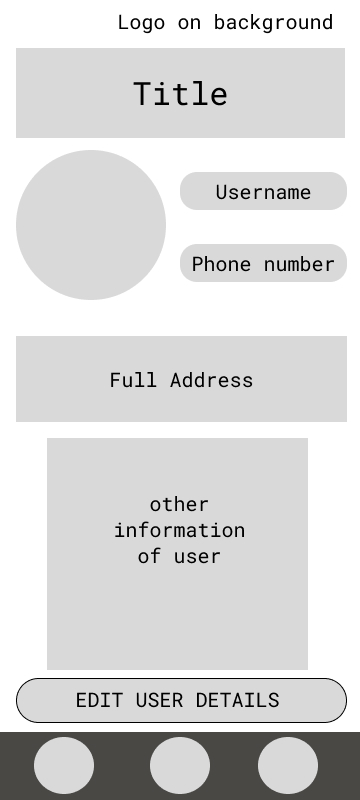 Logo on background
Title
Username
Phone number
Full Address
other
information
of user
EDIT USER DETAILS